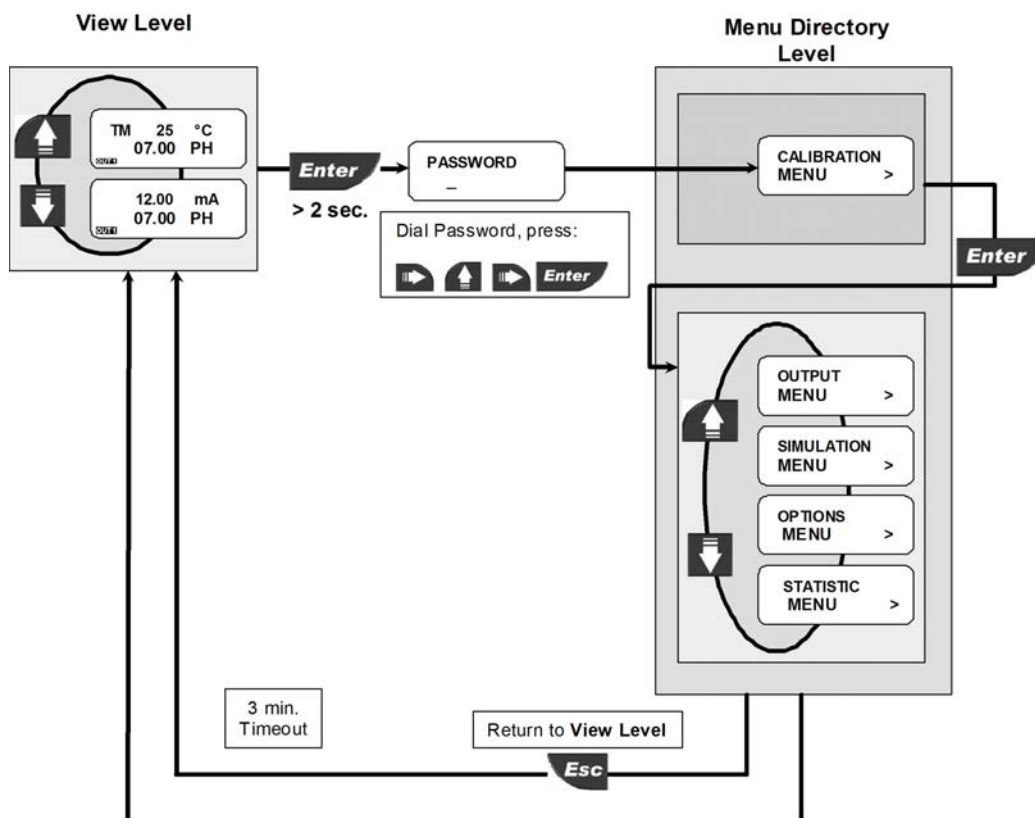 View Level
Menu Directory
Level
TM 25 °C
07.00 PH
OUT1
12.00 mA
07.00 PH
OUT1
Enter
> 2 sec.
PASSWORD
_
Dial Password, press:
Enter
CALIBRATION
MENU >
Enter
OUTPUT
MENU >
SIMULATION
MENU >
OPTIONS
MENU >
STATISTIC
MENU >
3 min.
Timeout
Return to View Level
Esc